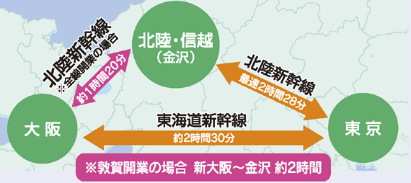 北陸・信越
(金沢)
北陸新幹線
※全線開業の場合
約1時間20分
北陸新幹線
最速2時間28分
大阪
東海道新幹線
約2時間30分
東京
※敦賀開業の場合 新大阪～金沢 約2時間